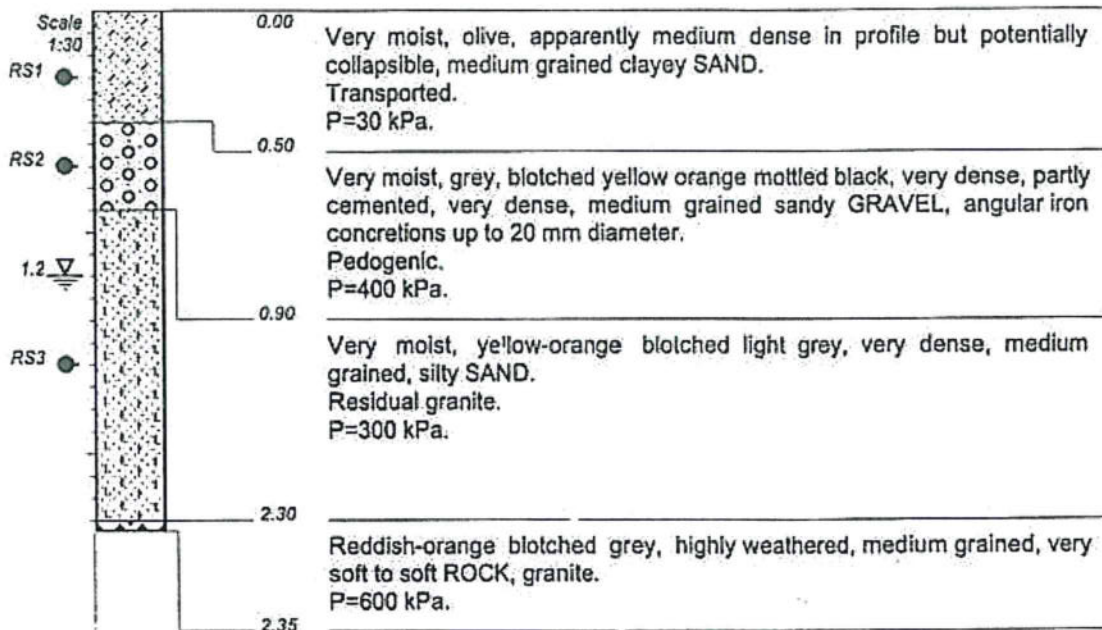 Scale
1:30
0.00
Very moist, olive, apparently medium dense in profile but potentially
collapsible, medium grained clayey SAND.
Transported.
P=30 kPa.
RS1
0.50
RS2
Very moist, grey, blotched yellow orange mottled black, very dense, partly
cemented, very dense, medium grained sandy GRAVEL, angular iron
concretions up to 20 mm diameter.
Pedogenic.
P=400 kPa.
1.2
0.90
Very moist, yellow-orange blotched light grey, very dense, medium
grained, silty SAND.
Residual granite.
P=300 kPa.
RS3
2.30
Reddish-orange blotched grey, highly weathered, medium grained, very
soft to soft ROCK, granite.
P=600 kPa.
2.35